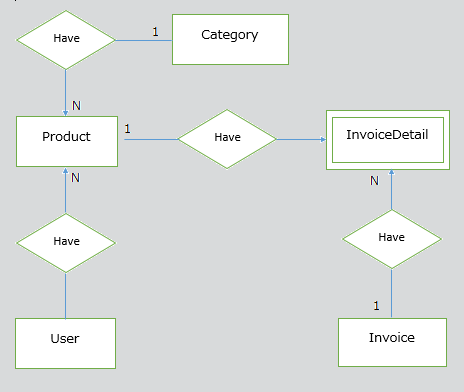 Have
1
Category
N
Product
1
Have
InvoiceDetail
N
N
Have
Have
1
User
Invoice